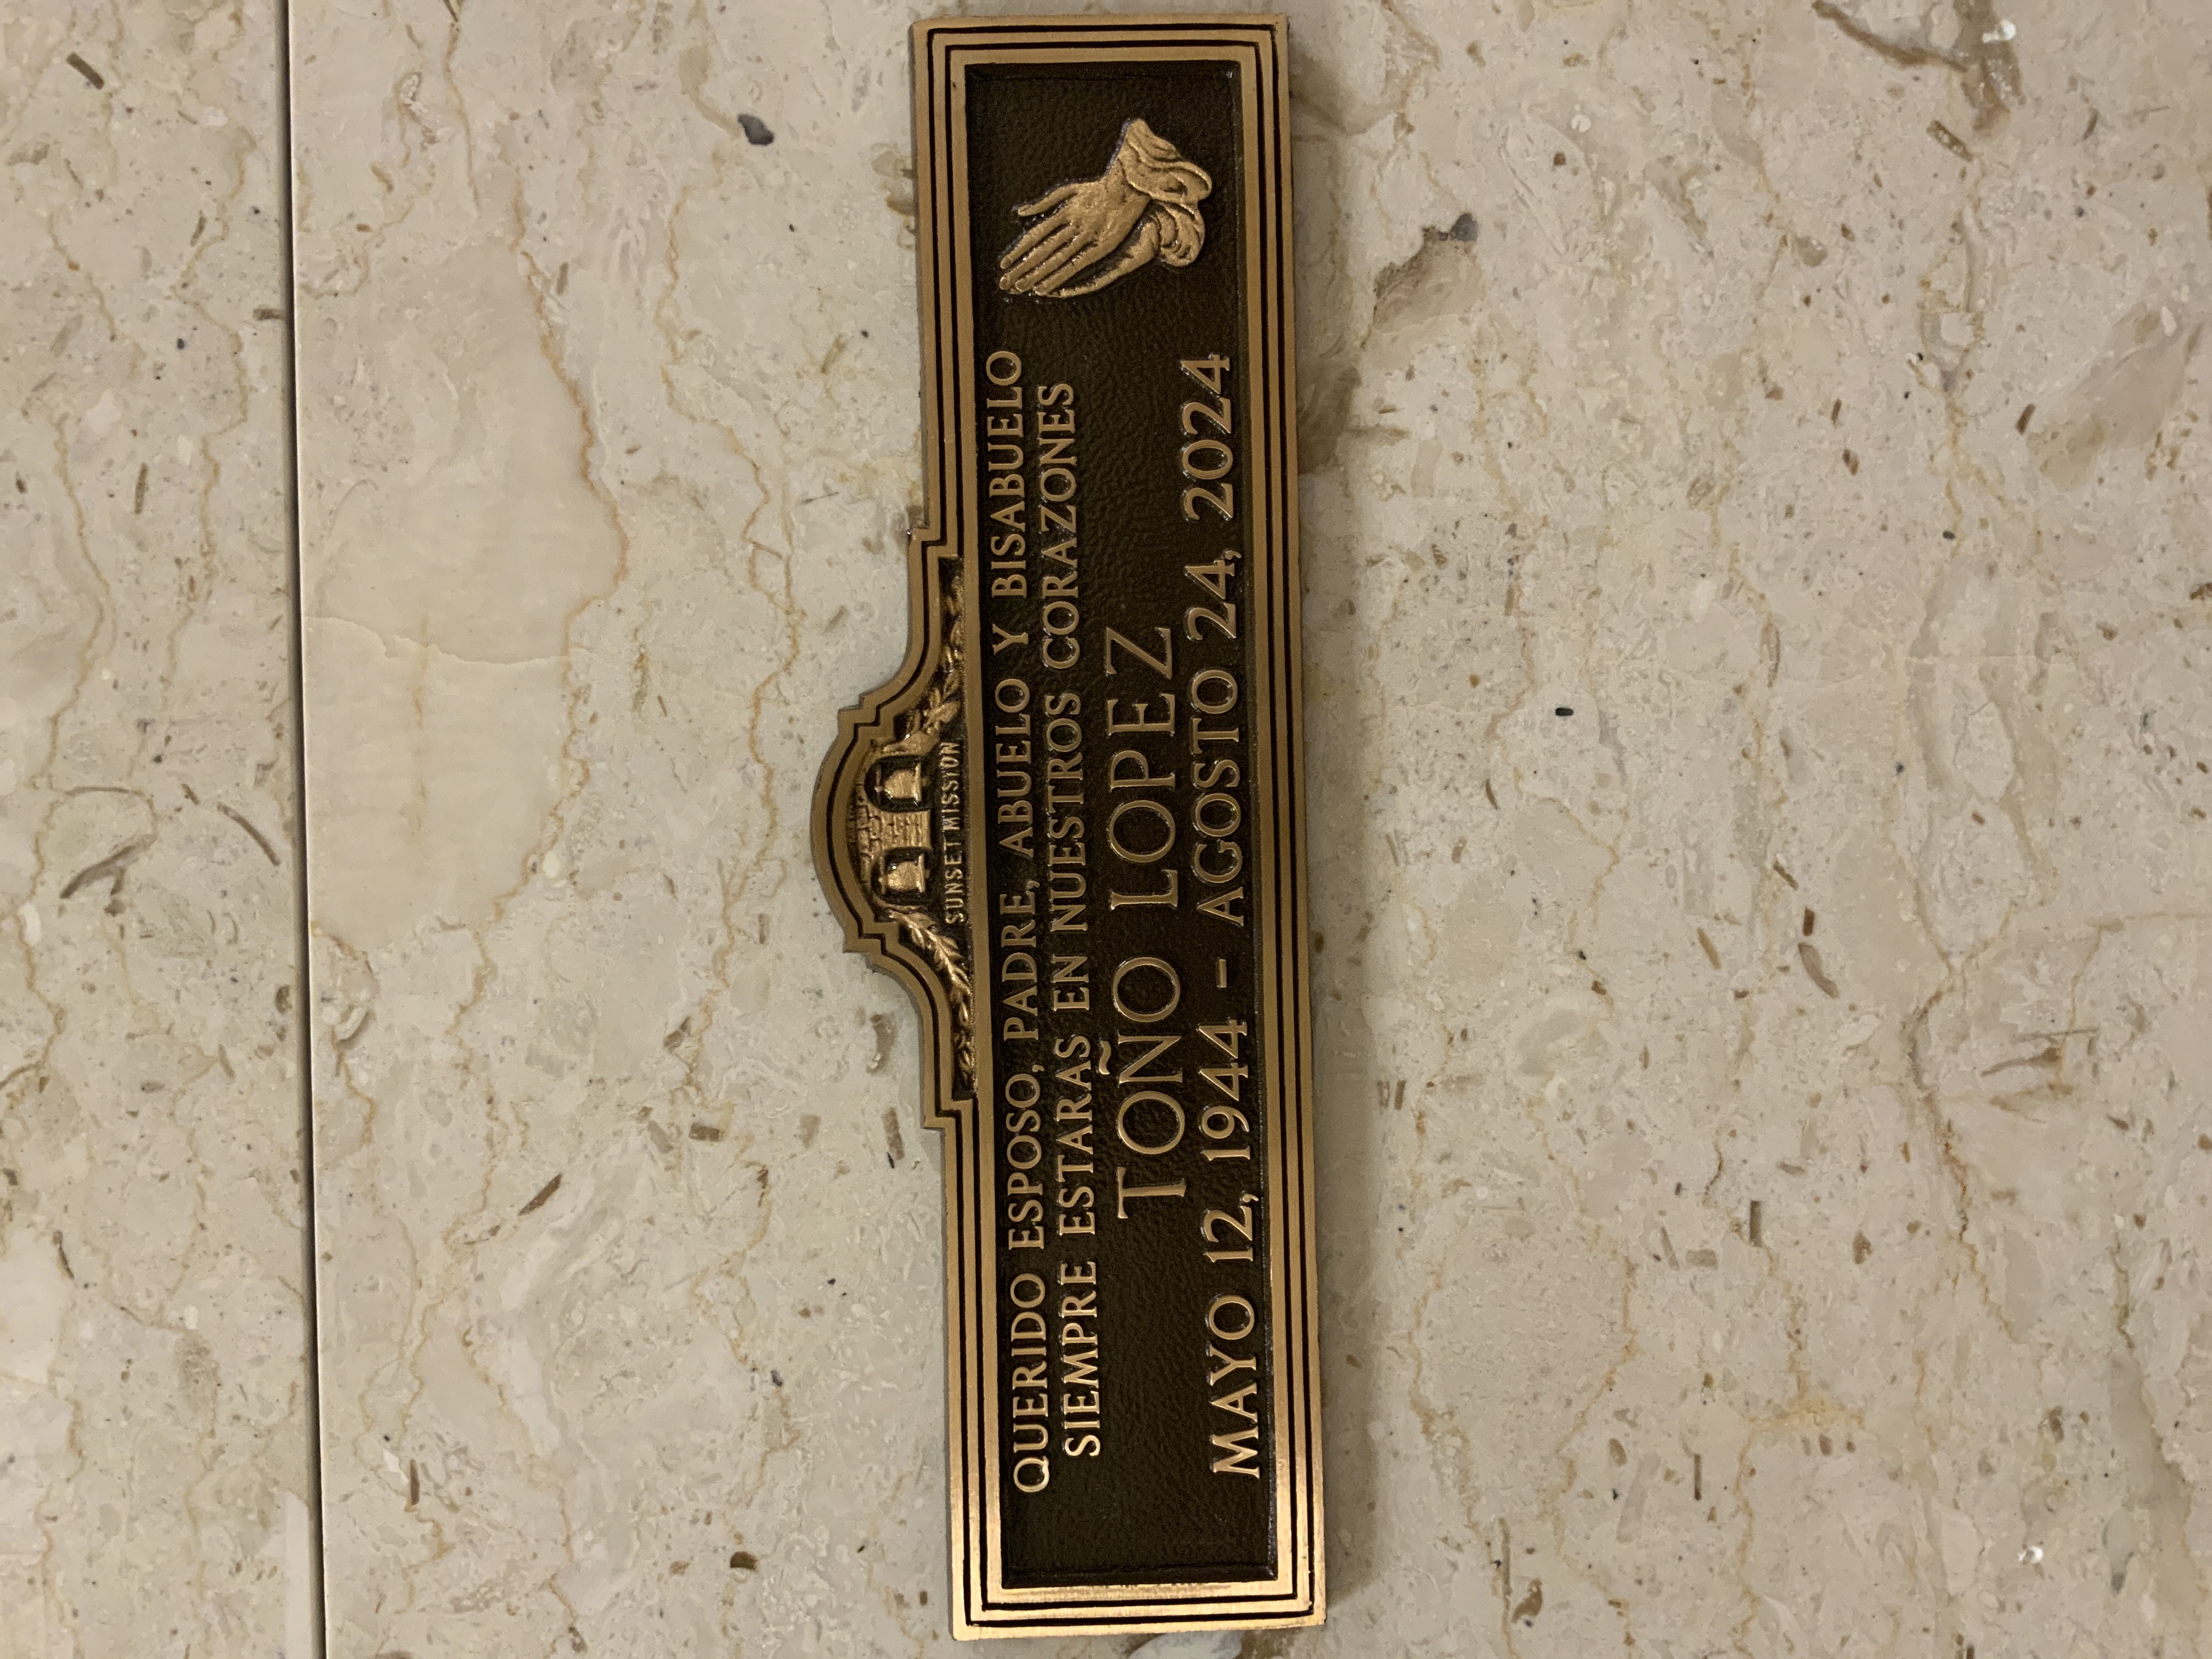 SUNSET MISSION
QUERIDO ESPOSO, PADRE, ABUELO Y BISABUELO
SIEMPRE ESTARAS EN NUESTROS CORAZONES
TOÑO LOPEZ
MAYO 12, 1944 - AGOSTO 24, 2024